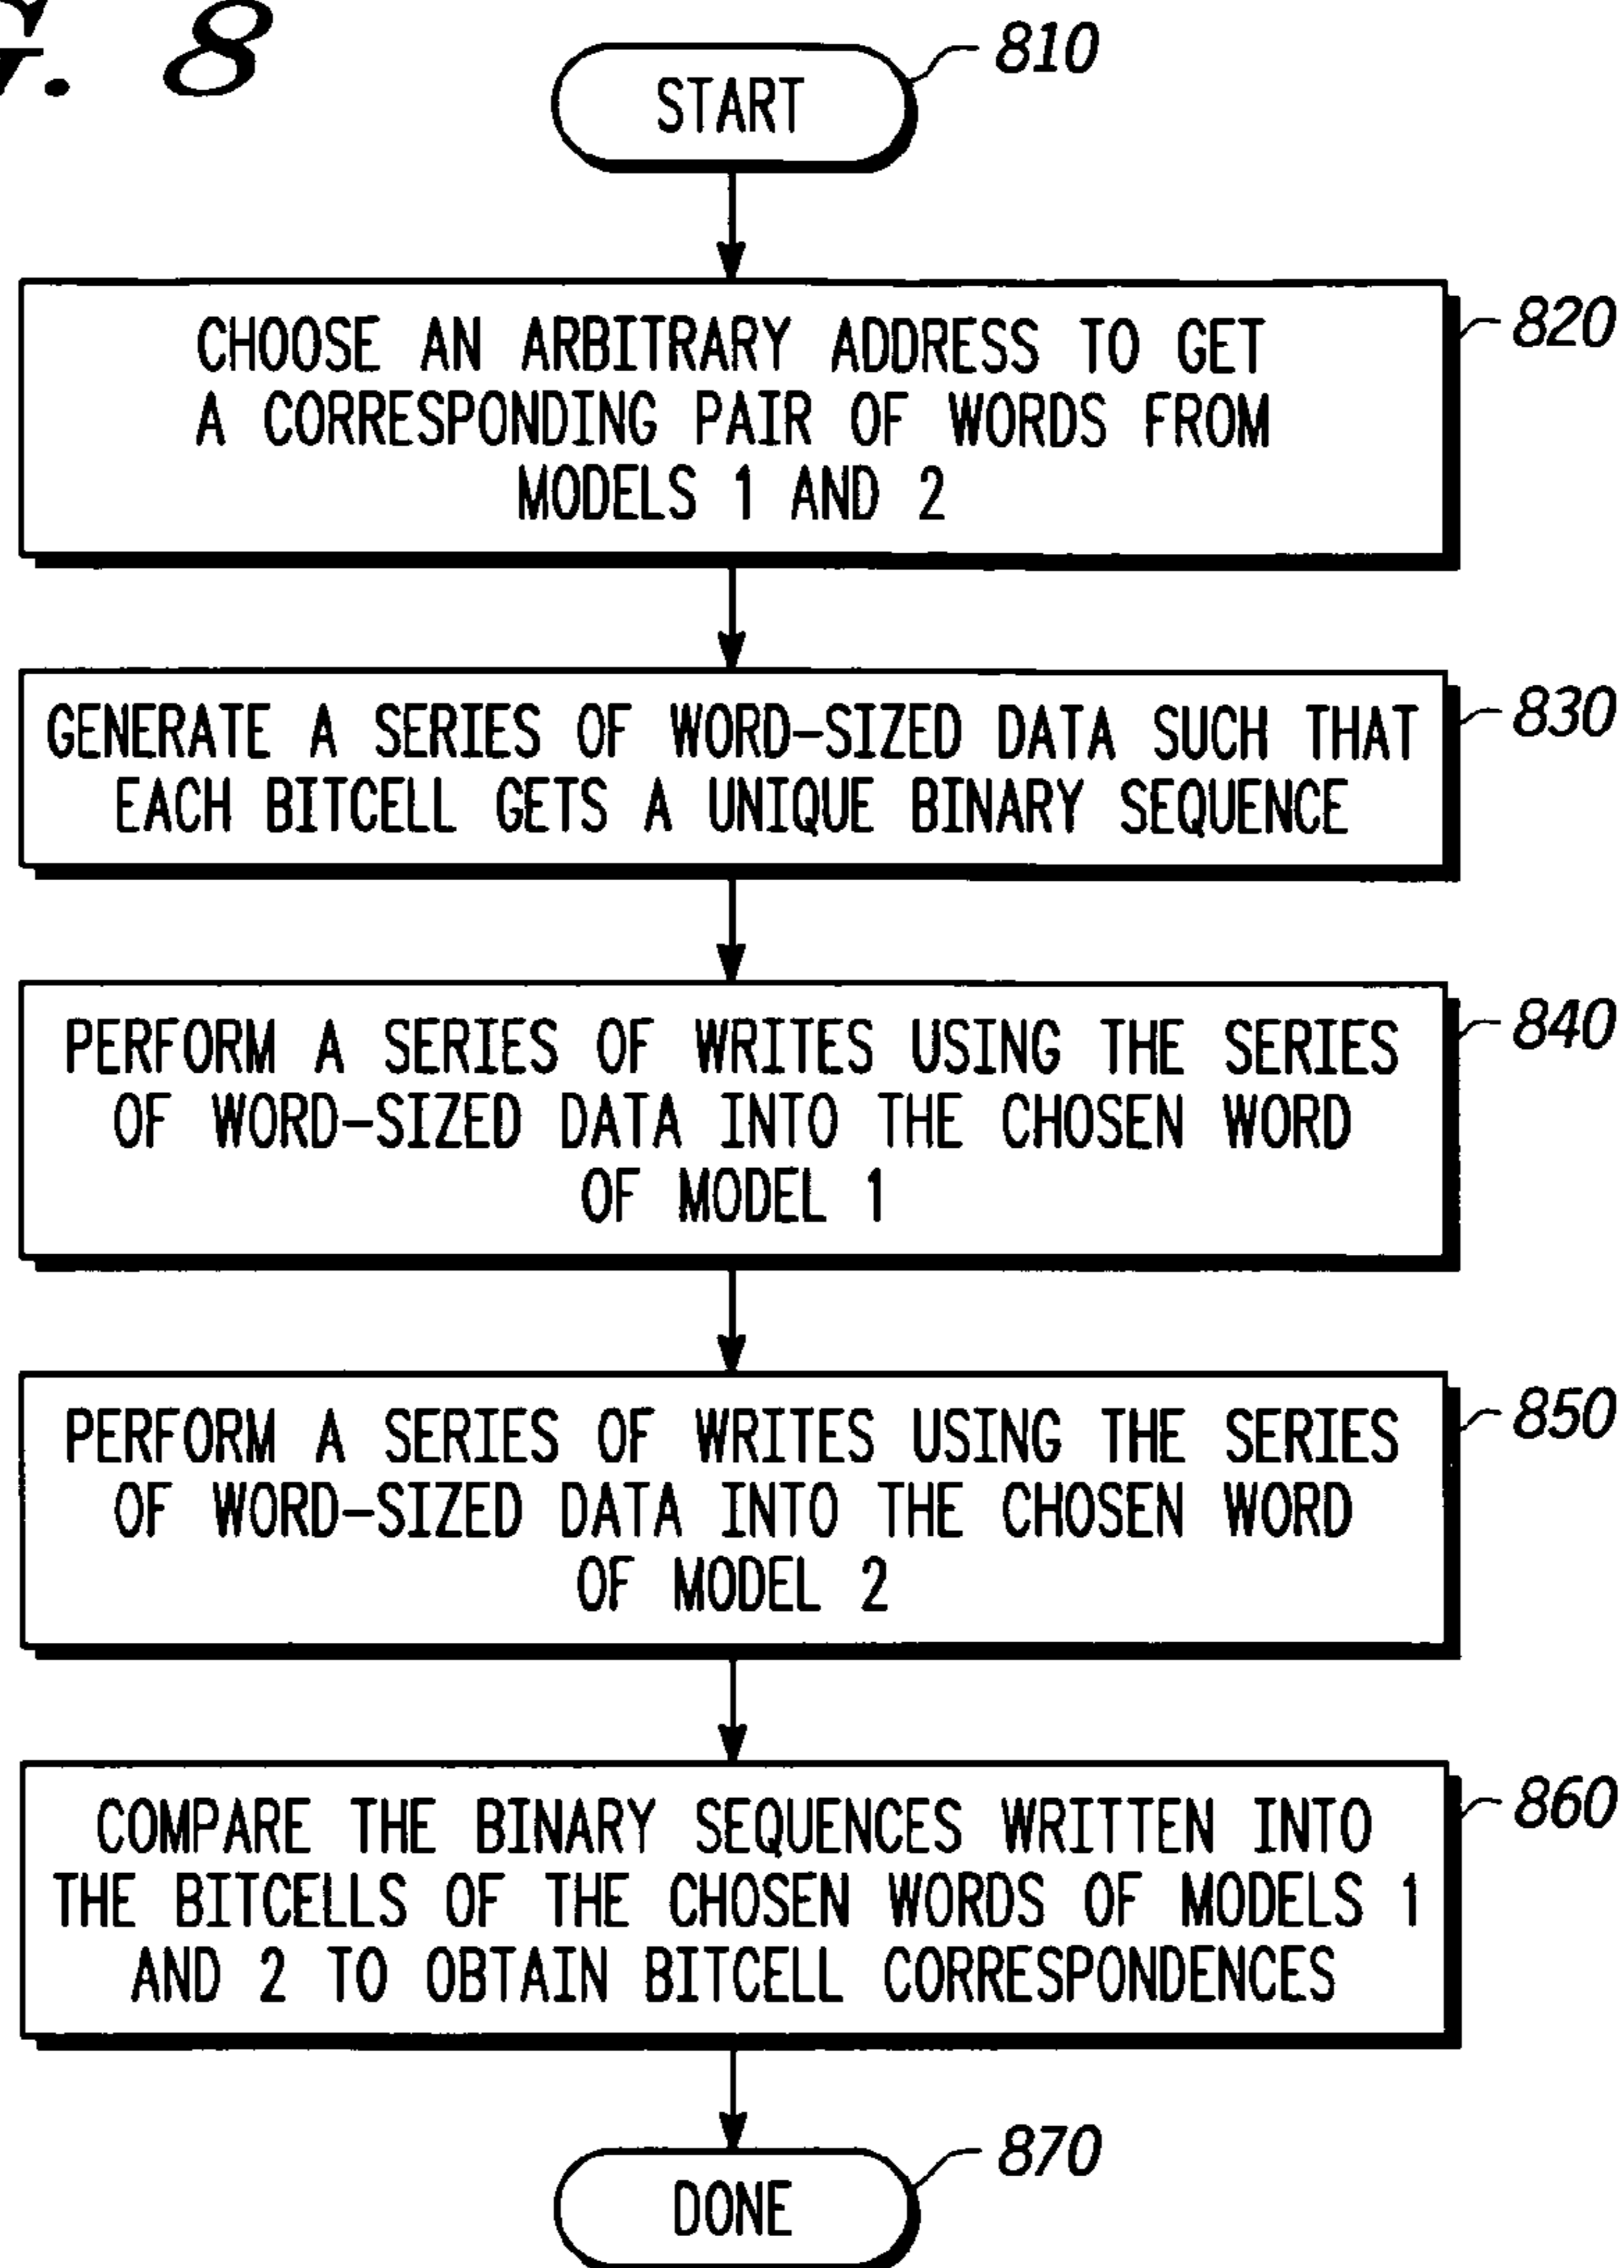 G. 8
START
810
CHOOSE AN ARBITRARY ADDRESS TO GET
A CORRESPONDING PAIR OF WORDS FROM
MODELS 1 AND 2
820
GENERATE A SERIES OF WORD-SIZED DATA SUCH THAT
EACH BITCELL GETS A UNIQUE BINARY SEQUENCE
830
PERFORM A SERIES OF WRITES USING THE SERIES
OF WORD-SIZED DATA INTO THE CHOSEN WORD
OF MODEL 1
840
PERFORM A SERIES OF WRITES USING THE SERIES
OF WORD-SIZED DATA INTO THE CHOSEN WORD
OF MODEL 2
850
COMPARE THE BINARY SEQUENCES WRITTEN INTO
THE BITCELLS OF THE CHOSEN WORDS OF MODELS 1
AND 2 TO OBTAIN BITCELL CORRESPONDENCES
860
DONE
870